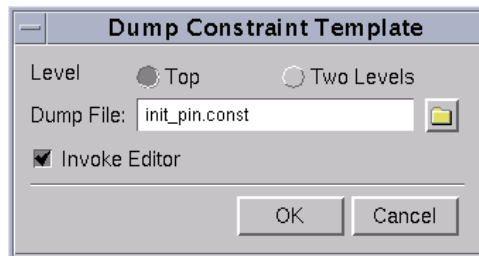 Dump Constraint Template
Level Top Two Levels
Dump File: init_pin.const
Invoke Editor
OK Cancel